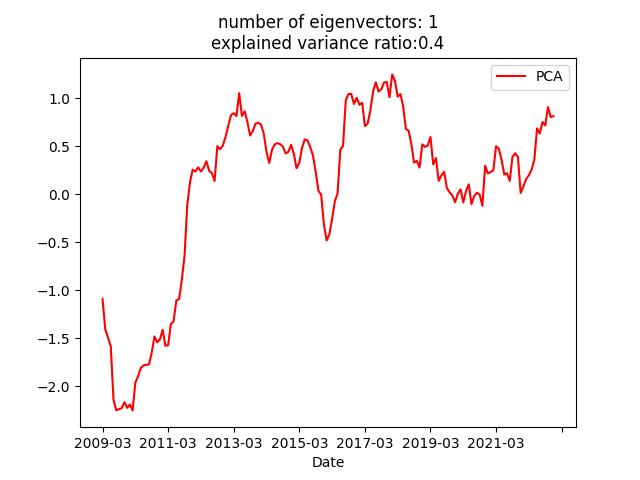 number of eigenvectors: 1
explained variance ratio:0.4
PCA
1.0
0.5
0.0
−0.5
−1.0
−1.5
−2.0
2009-03 2011-03 2013-03 2015-03 2017-03 2019-03 2021-03
Date